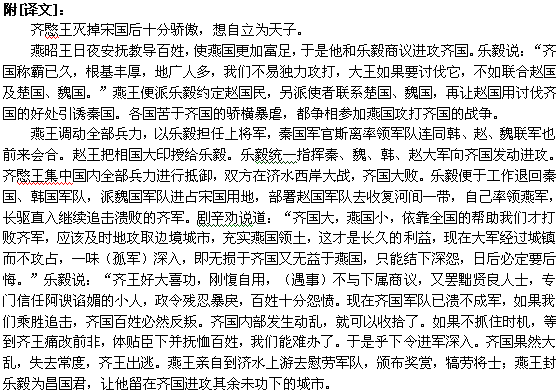 附[译文]：
齐愍王灭掉宋国后十分骄傲，想自立为天子。
燕昭王日夜安抚教导百姓，使燕国更加富足，于是他和乐毅商议进攻齐国。乐毅说：“齐
国称霸已久，根基丰厚，地广人多，我们不易独力攻打，大王如果要讨伐它，不如联合赵国
及楚国、魏国。”燕王便派乐毅约定赵国民，另派使者联系楚国、魏国，再让赵国用讨伐齐
国的好处引诱秦国。各国苦于齐国的骄横暴虐，都争相参加燕国攻打齐国的战争。
燕王调动全部兵力，以乐毅担任上将军，秦国军官斯离率领军队连同韩、赵、魏联军也
前来会合。赵王把相国大印授给乐毅。乐毅统一指挥秦、魏、韩、赵大军向齐国发动进攻。
齐愍王集中国内全部兵力进行抵御，双方在济水西岸大战，齐国大败。乐毅便于工作退回秦
国、韩国军队，派魏国军队进占宋国用地，部署赵国军队去收复河间一带，自己率领燕军，
长驱直入继续追击溃败的齐军。剧辛劝说道：“齐国大，燕国小，依靠全国的帮助我们才打
败齐军，应该及时地攻取边境城市，充实燕国领土，这才是长久的利益，现在大军经过城镇
而不攻占，一味（孤军）深入，即无损于齐国又无益于燕国，只能结下深怨，日后必定要后
悔。”乐毅说：“齐王好大喜功，刚愎自用，（遇事）不与下属商议，又罢黜贤良人士，专
门信任阿谀谄媚的小人，政令残忍暴戾，百姓十分怨愤。现在齐国军队已溃不成军，如果我
们乘胜追击，齐国百姓必然反叛。齐国内部发生动乱，就可以收拾了。如果不抓住时机，等
到齐王痛改前非，体贴臣下并抚恤百姓，我们能难办了。于是乎下令进军深入。齐国果然大
乱，失去常度，齐王出逃。燕王亲自到济水上游去慰劳军队，颁布奖赏，犒劳将士；燕王封
乐毅为昌国君，让他留在齐国进攻其余未功下的城市。